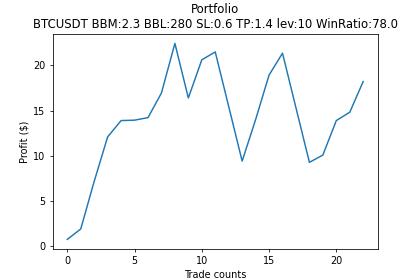 Portfolio
BTCUSDT BBM:2.3 BBL:280 SL:0.6 TP:1.4 lev:10 WinRatio:78.0
20
15
10
5
0
Profit ($)
0 5 10 15 20
Trade counts